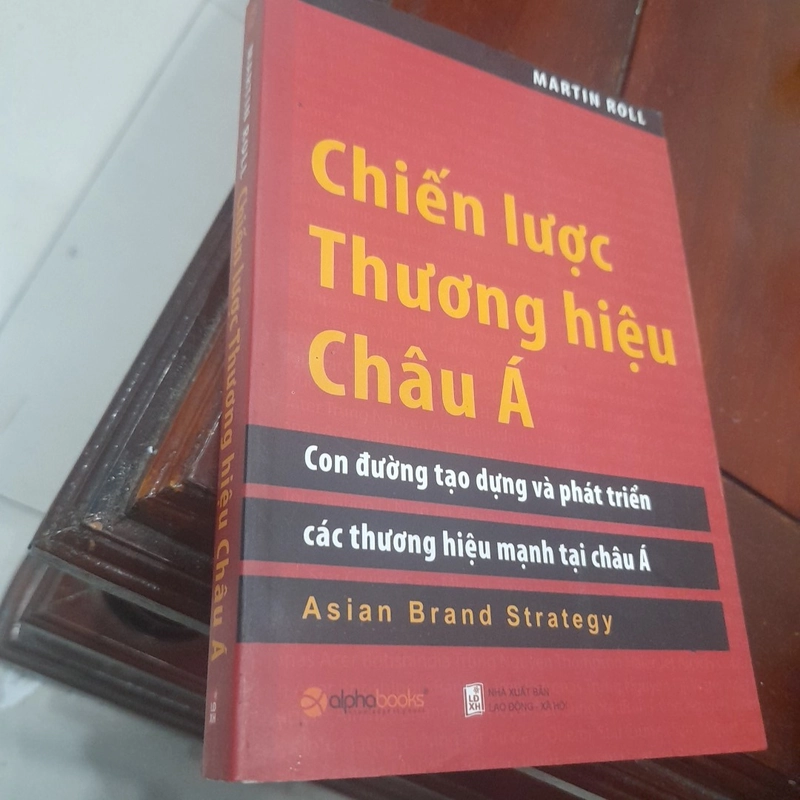 MARTIN ROLL
Chiến lược
Thương hiệu
Châu Á
Con đường tạo dựng và phát triển
các thương hiệu mạnh tại châu Á
Asian Brand Strategy
alphabooks®
NHÀ XUẤT BẢN
LAO ĐỘNG - XÃ HỘI
LĐ
XH
MARTIN ROLL
Chiến lược Thương hiệu Châu Á